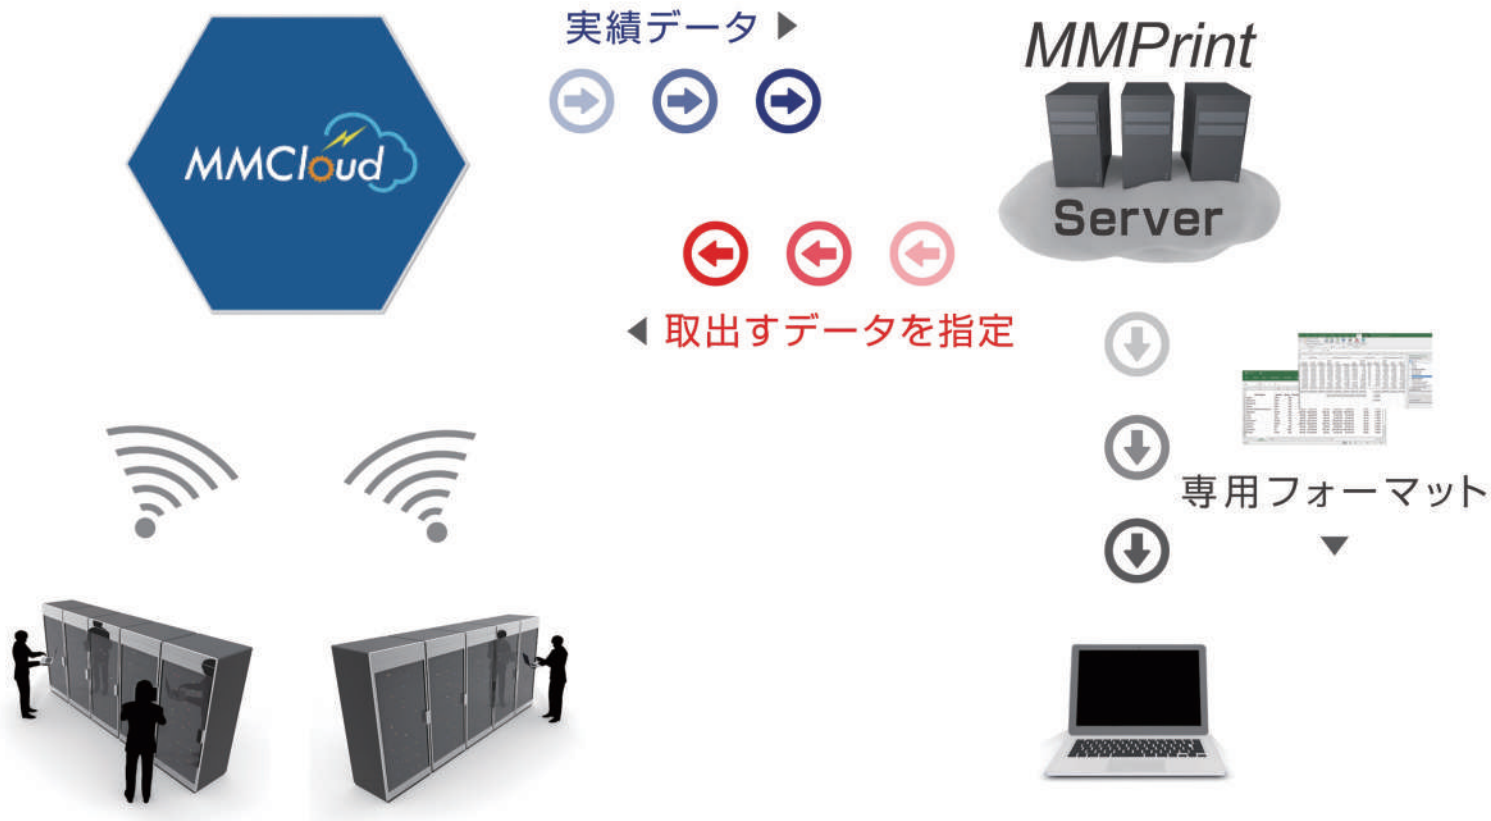 実績データ ▶
MMPrint
MMCloud
Server
◀ 取出すデータを指定
専用フォーマット
▼